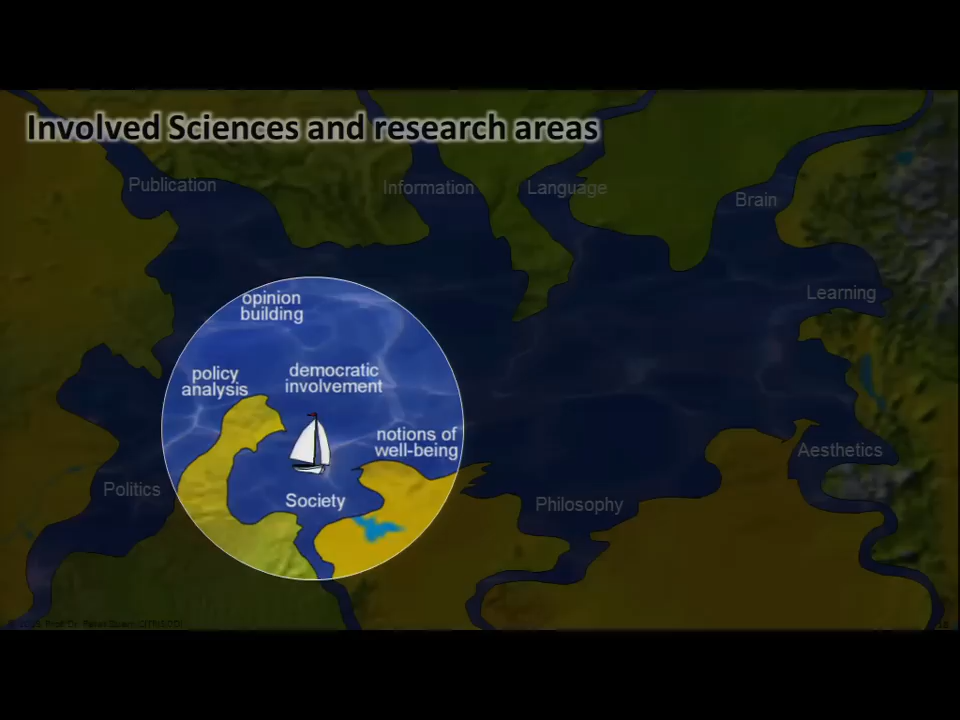 Involved Sciences and research areas
Publication
Information
Language
Brain
Learning
opinion
building
policy
analysis
democratic
involvement
notions of
well-being
Aesthetics
Politics
Society
Philosophy